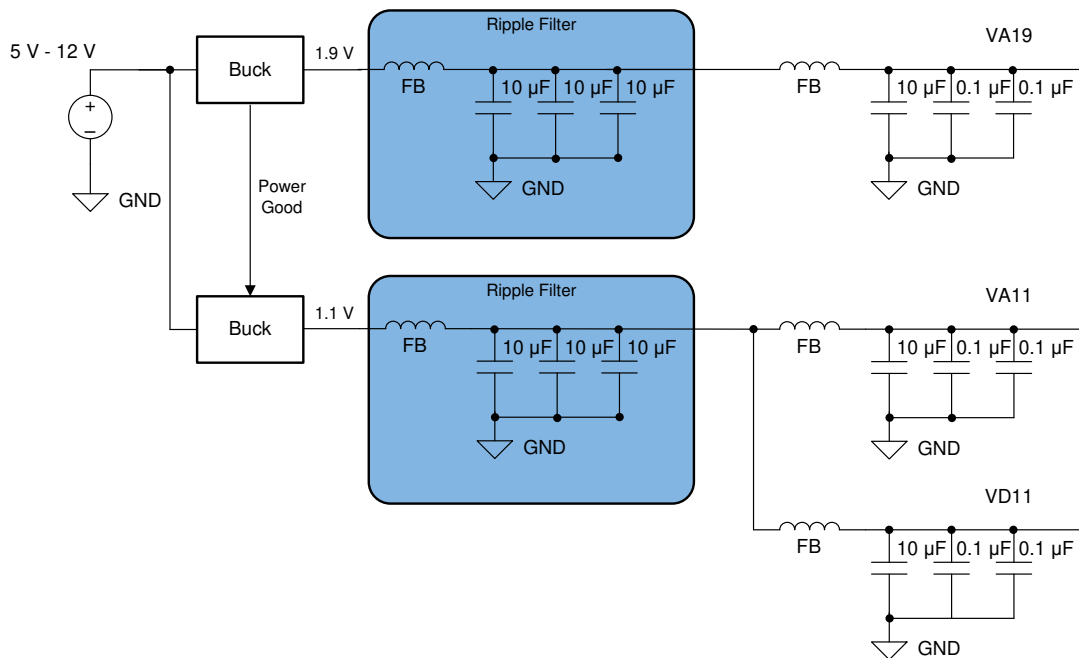 Ripple Filter
VA19
5 V - 12 V
1.9 V
Buck
FB
10 µF 10 µF 10 µF
FB
10 µF 0.1 µF 0.1 µF
+
−
GND
Power
Good
GND
GND
Ripple Filter
VA11
1.1 V
Buck
FB
10 µF 10 µF 10 µF
FB
10 µF 0.1 µF 0.1 µF
GND
GND
VD11
FB
10 µF 0.1 µF 0.1 µF
GND